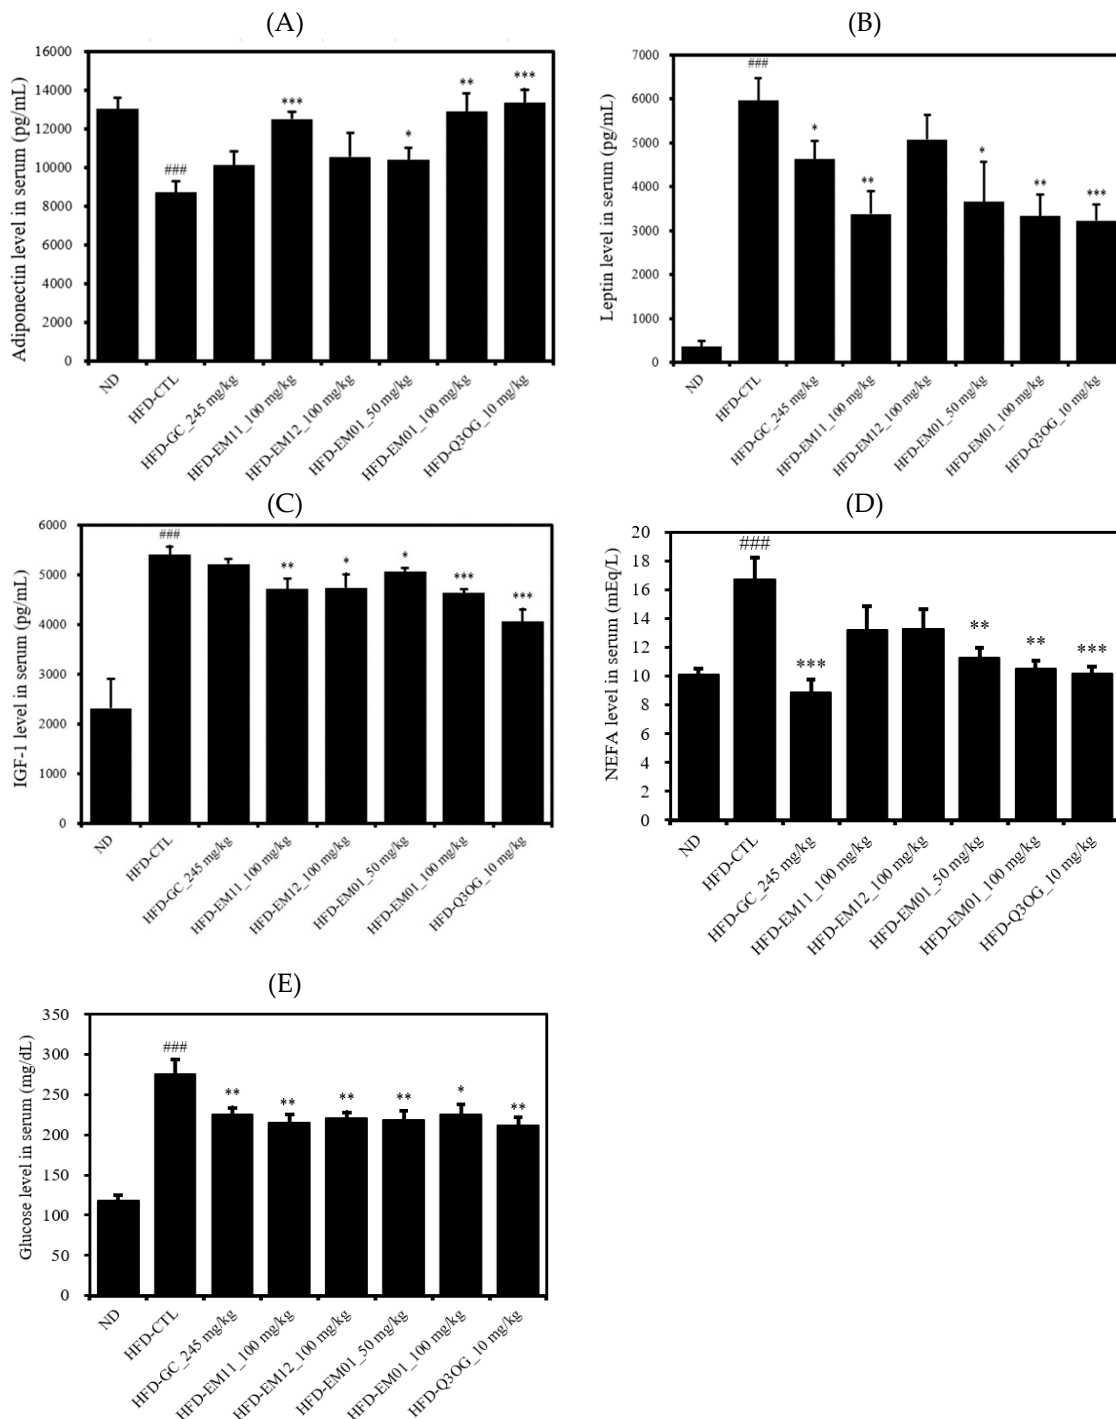 (A)
Adiponectin level in serum (pg/mL)
16000
14000
12000
10000
8000
6000
4000
2000
0
###
***
*
**
***
ND
HFD-CTL
HFD-GC_245 mg/kg
HFD-EM11_100 mg/kg
HFD-EM12_100 mg/kg
HFD-EM01_50 mg/kg
HFD-EM01_100 mg/kg
HFD-Q3OG_10 mg/kg
(B)
Leptin level in serum (pg/mL)
7000
6000
5000
4000
3000
2000
1000
0
###
*
**
*
**
***
ND
HFD-CTL
HFD-GC_245 mg/kg
HFD-EM11_100 mg/kg
HFD-EM12_100 mg/kg
HFD-EM01_50 mg/kg
HFD-EM01_100 mg/kg
HFD-Q3OG_10 mg/kg
(C)
IGF-1 level in serum (pg/mL)
6000
5000
4000
3000
2000
1000
0
###
**
*
*
***
***
ND
HFD-CTL
HFD-GC_245 mg/kg
HFD-EM11_100 mg/kg
HFD-EM12_100 mg/kg
HFD-EM01_50 mg/kg
HFD-EM01_100 mg/kg
HFD-Q3OG_10 mg/kg
(D)
NEFA level in serum (mEq/L)
20
18
16
14
12
10
8
6
4
2
0
###
***
**
**
***
ND
HFD-CTL
HFD-GC_245 mg/kg
HFD-EM11_100 mg/kg
HFD-EM12_100 mg/kg
HFD-EM01_50 mg/kg
HFD-EM01_100 mg/kg
HFD-Q3OG_10 mg/kg
(E)
Glucose level in serum (mg/dL)
350
300
250
200
150
100
50
0
###
**
**
**
**
*
**
ND
HFD-CTL
HFD-GC_245 mg/kg
HFD-EM11_100 mg/kg
HFD-EM12_100 mg/kg
HFD-EM01_50 mg/kg
HFD-EM01_100 mg/kg
HFD-Q3OG_10 mg/kg